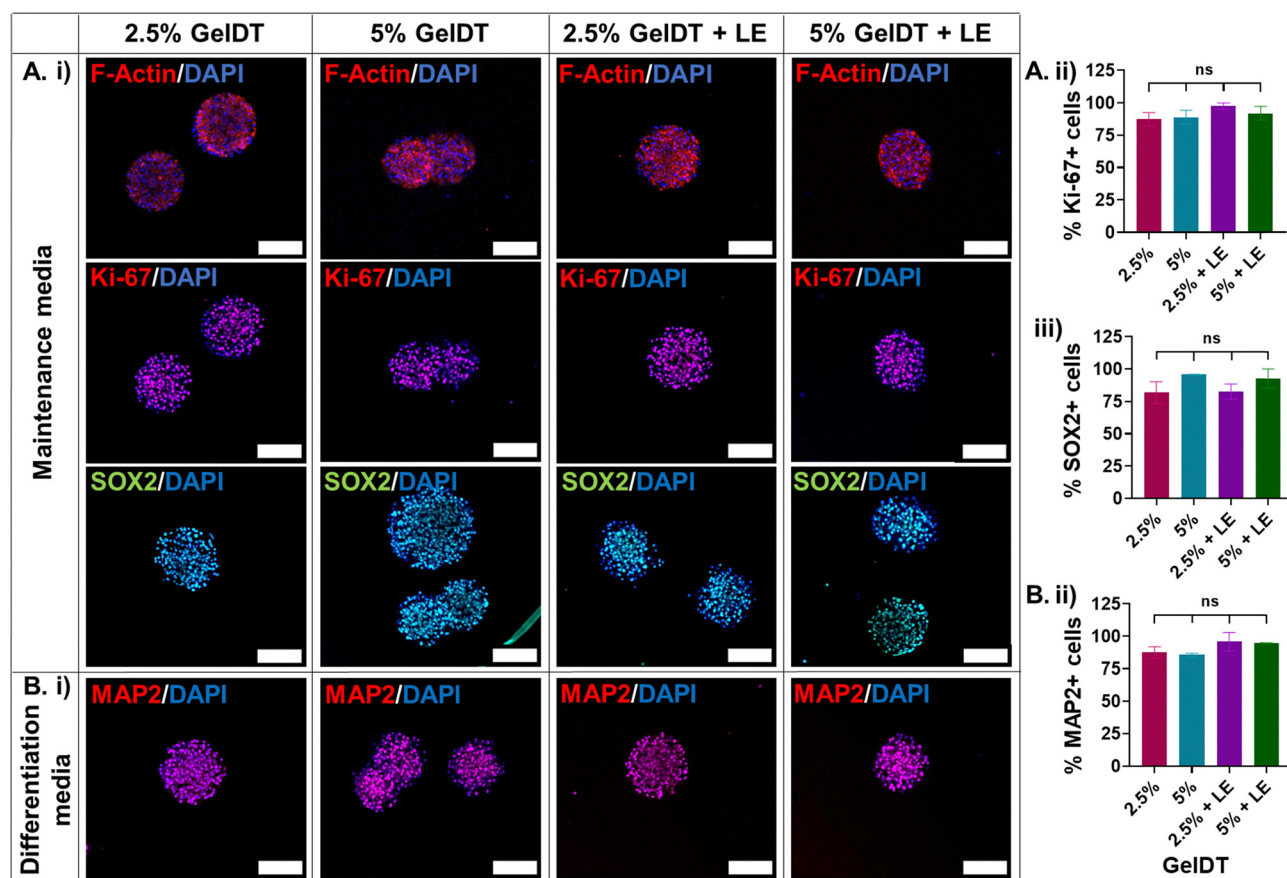 2.5% GelDT
5% GelDT
2.5% GelDT + LE
5% GelDT + LE
A. i)
Maintenance media
F-Actin/DAPI
F-Actin/DAPI
F-Actin/DAPI
F-Actin/DAPI
Ki-67/DAPI
Ki-67/DAPI
Ki-67/DAPI
Ki-67/DAPI
SOX2/DAPI
SOX2/DAPI
SOX2/DAPI
SOX2/DAPI
B. i)
Differentiation
media
MAP2/DAPI
MAP2/DAPI
MAP2/DAPI
MAP2/DAPI
A. ii)
% Ki-67+ cells
125
100
75
50
25
0
ns
2.5%
5%
2.5% + LE
5% + LE
iii)
% SOX2+ cells
125
100
75
50
25
0
ns
2.5%
5%
2.5% + LE
5% + LE
B. ii)
% MAP2+ cells
125
100
75
50
25
0
ns
2.5%
5%
2.5% + LE
5% + LE
GelDT